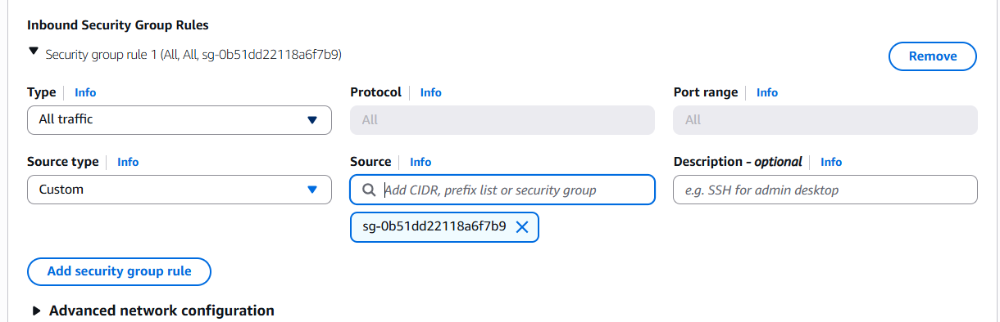 Inbound Security Group Rules
Security group rule 1 (All, All, sg-0b51dd22118a6f7b9)
Remove
Type Info
Protocol Info
Port range Info
All traffic
All
All
Source type Info
Source Info
Description - optional Info
Custom
Add CIDR, prefix list or security group
e.g. SSH for admin desktop
sg-0b51dd22118a6f7b9
Add security group rule
Advanced network configuration